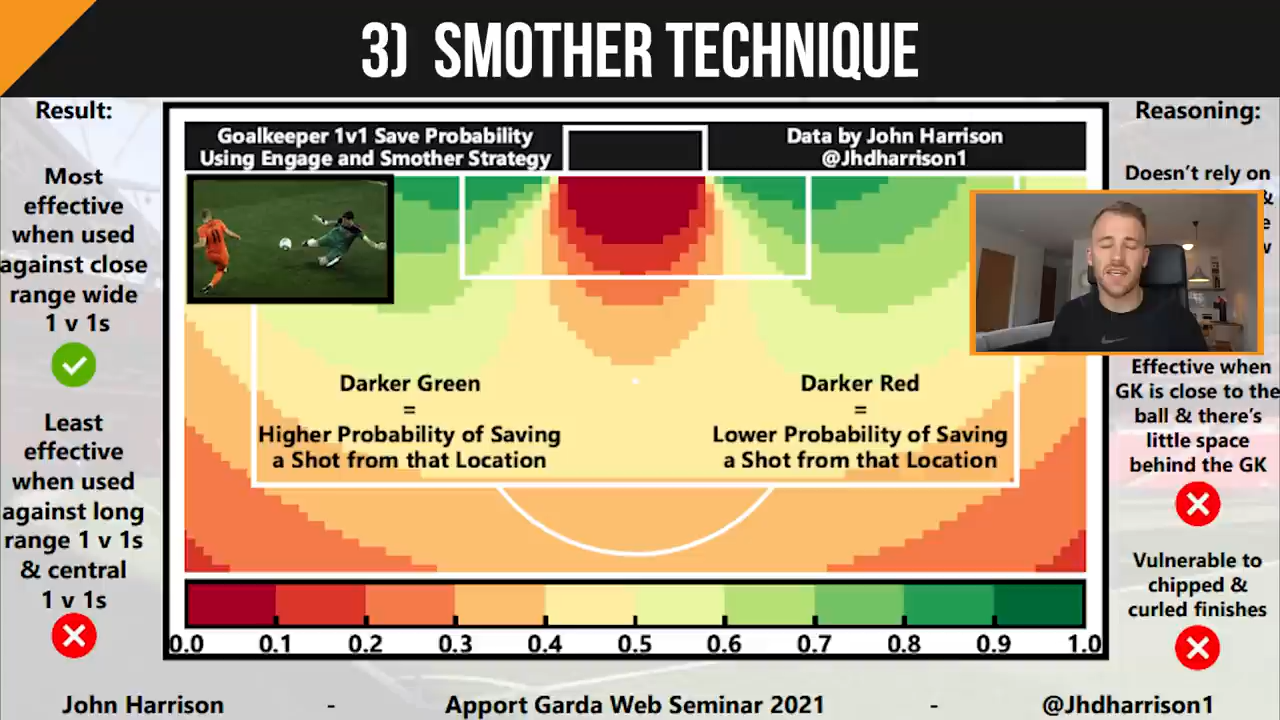 3) SMOTHER TECHNIQUE
Result:
Most
effective
when used
against close
range wide
1 v 1s
Least
effective
when used
against long
range 1 v 1s
& central
1 v 1s
Goalkeeper 1v1 Save Probability
Using Engage and Smother Strategy
Data by John Harrison
@Jhdharrison1
11
Darker Green
=
Higher Probability of Saving
a Shot from that Location
Darker Red
=
Lower Probability of Saving
a Shot from that Location
0.0 0.1 0.2 0.3 0.4 0.5 0.6 0.7 0.8 0.9 1.0
Reasoning:
Doesn't rely on
&
Effective when
GK is close to the
ball & there's
little space
behind the GK
Vulnerable to
chipped &
curled finishes
John Harrison - Apport Garda Web Seminar 2021 - @Jhdharrison1